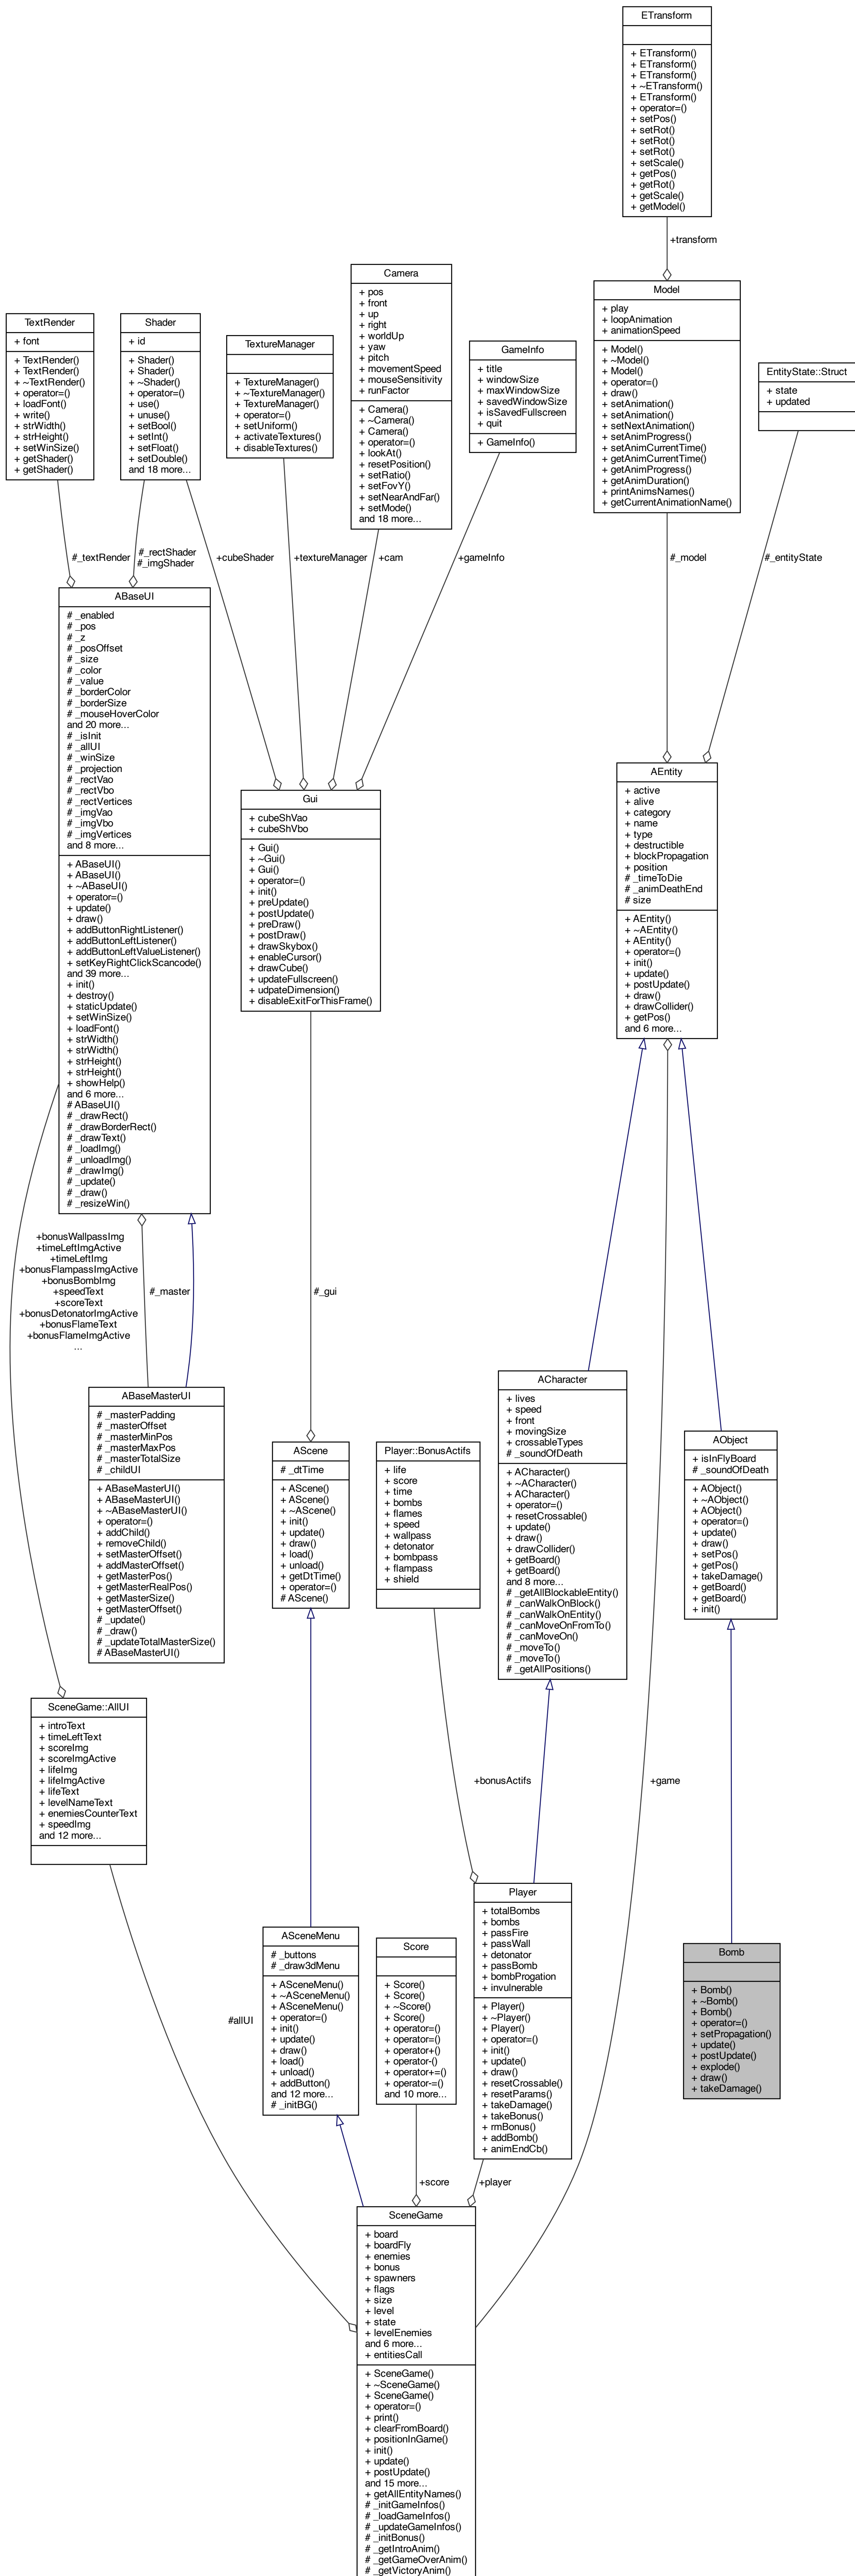 ETransform
+ ETransform()
+ ETransform()
+ ETransform()
+ ~ETransform()
+ ETransform()
+ operator=()
+ setPos()
+ setRot()
+ setRot()
+ setRot()
+ setScale()
+ getPos()
+ getRot()
+ getScale()
+ getModel()
+transform
Model
+ play
+ loopAnimation
+ animationSpeed
+ Model()
+ ~Model()
+ Model()
+ operator=()
+ draw()
+ setAnimation()
+ setAnimation()
+ setNextAnimation()
+ setAnimProgress()
+ setAnimCurrentTime()
+ getAnimCurrentTime()
+ getAnimProgress()
+ getAnimDuration()
+ printAnimsNames()
+ getCurrentAnimationName()
Camera
+ pos
+ front
+ up
+ right
+ worldUp
+ yaw
+ pitch
+ movementSpeed
+ mouseSensitivity
+ runFactor
+ Camera()
+ ~Camera()
+ Camera()
+ operator=()
+ lookAt()
+ resetPosition()
+ setRatio()
+ setFovY()
+ setNearAndFar()
+ setMode()
and 18 more...
TextRender
+ font
+ TextRender()
+ TextRender()
+ ~TextRender()
+ operator=()
+ loadFont()
+ write()
+ strWidth()
+ strHeight()
+ setWinSize()
+ getShader()
+ getShader()
Shader
+ id
+ Shader()
+ Shader()
+ ~Shader()
+ operator=()
+ use()
+ unuse()
+ setBool()
+ setInt()
+ setFloat()
+ setDouble()
and 18 more...
TextureManager
+ TextureManager()
+ ~TextureManager()
+ TextureManager()
+ operator=()
+ setUniform()
+ activateTextures()
+ disableTextures()
GameInfo
+ title
+ windowSize
+ maxWindowSize
+ savedWindowSize
+ isSavedFullscreen
+ quit
+ GameInfo()
EntityState::Struct
+ state
+ updated
#_textRender
#_rectShader
#_imgShader
+cubeShader
+textureManager
+cam
+gameInfo
#_model
#_entityState
ABaseUI
# _enabled
# _pos
# _z
# _posOffset
# _size
# _color
# _value
# _borderColor
# _borderSize
# _mouseHoverColor
and 20 more...
# _isInit
# _allUI
# _winSize
# _projection
# _rectVao
# _rectVbo
# _rectVertices
# _imgVao
# _imgVbo
# _imgVertices
and 8 more...
+ ABaseUI()
+ ABaseUI()
+ ~ABaseUI()
+ operator=()
+ update()
+ draw()
+ addButtonRightListener()
+ addButtonLeftListener()
+ addButtonLeftValueListener()
+ setKeyRightClickScancode()
and 39 more...
+ init()
+ destroy()
+ staticUpdate()
+ setWinSize()
+ loadFont()
+ strWidth()
+ strWidth()
+ strHeight()
+ strHeight()
+ showHelp()
and 6 more...
# ABaseUI()
# _drawRect()
# _drawBorderRect()
# _drawText()
# _loadImg()
# _unloadImg()
# _drawImg()
# _update()
# _draw()
# _resizeWin()
Gui
+ cubeShVao
+ cubeShVbo
+ Gui()
+ ~Gui()
+ Gui()
+ operator=()
+ init()
+ preUpdate()
+ postUpdate()
+ preDraw()
+ postDraw()
+ drawSkybox()
+ enableCursor()
+ drawCube()
+ updateFullscreen()
+ udpateDimension()
+ disableExitForThisFrame()
AEntity
+ active
+ alive
+ category
+ name
+ type
+ destructible
+ blockPropagation
+ position
# _timeToDie
# _animDeathEnd
# size
+ AEntity()
+ ~AEntity()
+ AEntity()
+ operator=()
+ init()
+ update()
+ postUpdate()
+ draw()
+ drawCollider()
+ getPos()
and 6 more...
+bonusWallpassImg
+timeLeftImgActive
+timeLeftImg
+bonusFlampassImgActive
+bonusBombImg
+speedText
+scoreText
+bonusDetonatorImgActive
+bonusFlameText
+bonusFlameImgActive
...
#_master
#_gui
ABaseMasterUI
# _masterPadding
# _masterOffset
# _masterMinPos
# _masterMaxPos
# _masterTotalSize
# _childUI
+ ABaseMasterUI()
+ ABaseMasterUI()
+ ~ABaseMasterUI()
+ operator=()
+ addChild()
+ removeChild()
+ setMasterOffset()
+ addMasterOffset()
+ getMasterPos()
+ getMasterRealPos()
+ getMasterSize()
+ getMasterOffset()
# _update()
# _draw()
# _updateTotalMasterSize()
# ABaseMasterUI()
AScene
# _dtTime
+ AScene()
+ AScene()
+ ~AScene()
+ init()
+ update()
+ draw()
+ load()
+ unload()
+ getDtTime()
+ operator=()
# AScene()
Player::BonusActifs
+ life
+ score
+ time
+ bombs
+ flames
+ speed
+ wallpass
+ detonator
+ bombpass
+ flampass
+ shield
ACharacter
+ lives
+ speed
+ front
+ movingSize
+ crossableTypes
# _soundOfDeath
+ ACharacter()
+ ~ACharacter()
+ ACharacter()
+ operator=()
+ resetCrossable()
+ update()
+ draw()
+ drawCollider()
+ getBoard()
+ getBoard()
and 8 more...
# _getAllBlockableEntity()
# _canWalkOnBlock()
# _canWalkOnEntity()
# _canMoveOnFromTo()
# _canMoveOn()
# _moveTo()
# _moveTo()
# _getAllPositions()
AObject
+ isInFlyBoard
# _soundOfDeath
+ AObject()
+ ~AObject()
+ AObject()
+ operator=()
+ update()
+ draw()
+ setPos()
+ getPos()
+ takeDamage()
+ getBoard()
+ getBoard()
+ init()
SceneGame::AllUI
+ introText
+ timeLeftText
+ scoreImg
+ scoreImgActive
+ lifeImg
+ lifeImgActive
+ lifeText
+ levelNameText
+ enemiesCounterText
+ speedImg
and 12 more...
+bonusActifs
+game
#allUI
ASceneMenu
# _buttons
# _draw3dMenu
+ ASceneMenu()
+ ~ASceneMenu()
+ ASceneMenu()
+ operator=()
+ init()
+ update()
+ draw()
+ load()
+ unload()
+ addButton()
and 12 more...
# _initBG()
Score
+ Score()
+ Score()
+ ~Score()
+ Score()
+ operator=()
+ operator=()
+ operator+()
+ operator-()
+ operator+=()
+ operator-=()
and 10 more...
Player
+ totalBombs
+ bombs
+ passFire
+ passWall
+ detonator
+ passBomb
+ bombProgation
+ invulnerable
+ Player()
+ ~Player()
+ Player()
+ operator=()
+ init()
+ update()
+ draw()
+ resetCrossable()
+ resetParams()
+ takeDamage()
+ takeBonus()
+ rmBonus()
+ addBomb()
+ animEndCb()
Bomb
+ Bomb()
+ ~Bomb()
+ Bomb()
+ operator=()
+ setPropagation()
+ update()
+ postUpdate()
+ explode()
+ draw()
+ takeDamage()
+score
+player
SceneGame
+ board
+ boardFly
+ enemies
+ bonus
+ spawners
+ flags
+ size
+ level
+ state
+ levelEnemies
and 6 more...
+ entitiesCall
+ SceneGame()
+ ~SceneGame()
+ SceneGame()
+ operator=()
+ print()
+ clearFromBoard()
+ positionInGame()
+ init()
+ update()
+ postUpdate()
and 15 more...
+ getAllEntityNames()
# _initGameInfos()
# _loadGameInfos()
# _updateGameInfos()
# _initBonus()
# _getIntroAnim()
# _getGameOverAnim()
# _getVictoryAnim()